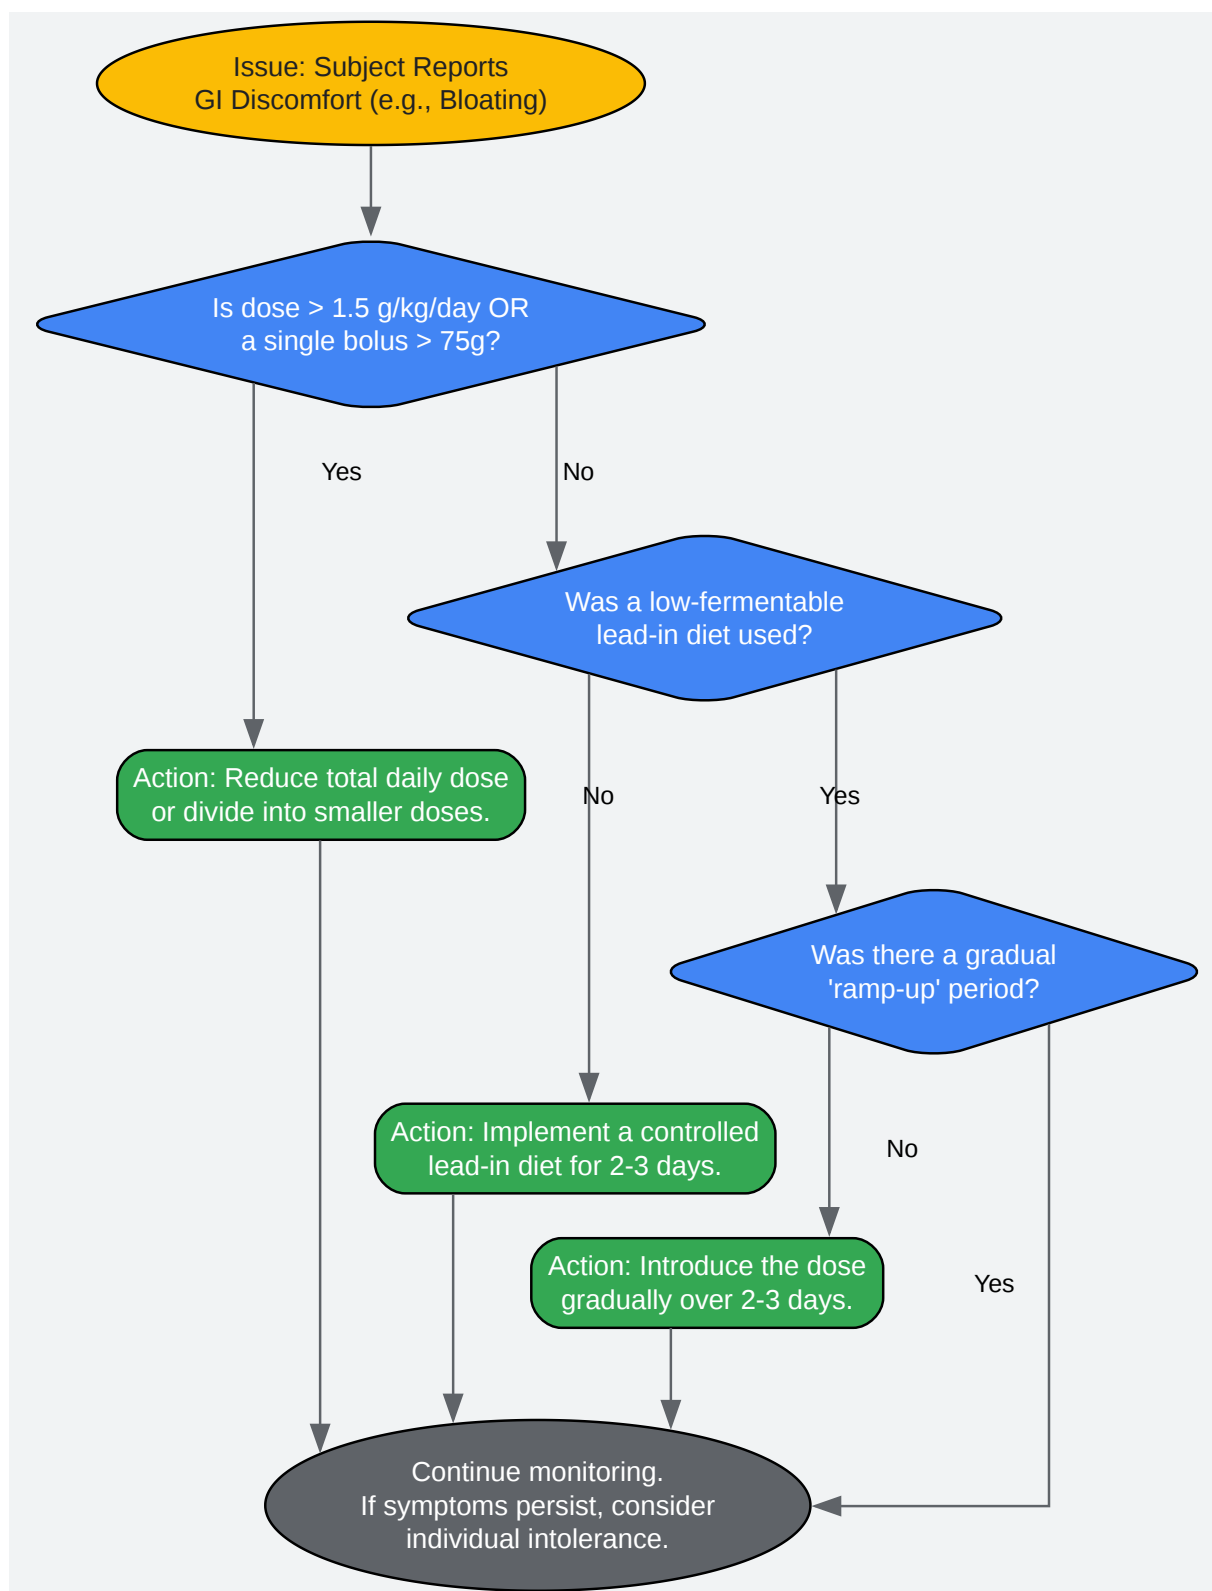 Issue: Subject Reports
GI Discomfort (e.g., Bloating)
Is dose > 1.5 g/kg/day OR
a single bolus > 75g?
Yes
No
Was a low-fermentable
lead-in diet used?
Action: Reduce total daily dose
or divide into smaller doses.
No
Yes
Was there a gradual
'ramp-up' period?
Action: Implement a controlled
lead-in diet for 2-3 days.
No
Action: Introduce the dose
gradually over 2-3 days.
Yes
Continue monitoring.
If symptoms persist, consider
individual intolerance.